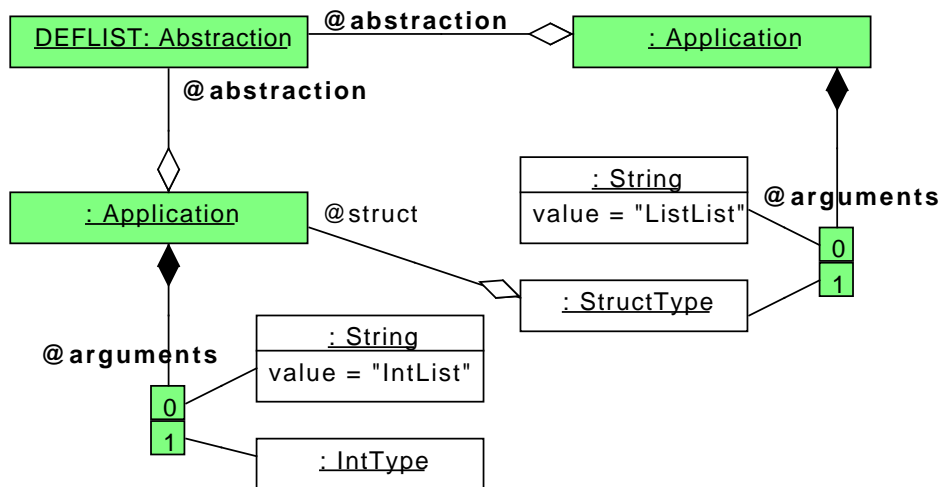 @abstraction
DEFLIST: Abstraction
: Application
@abstraction
: String
@arguments
value = "ListList"
: Application
@struct
0
1
: StructType
: String
@arguments
value = "IntList"
0
1
: IntType